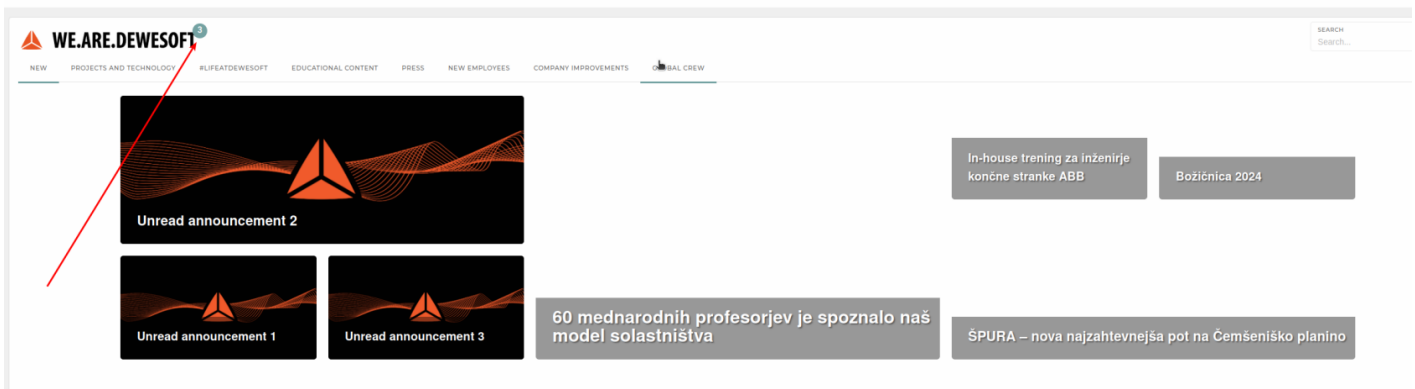 WE.ARE.DEWESOFT
3
SEARCH
Search...
NEW PROJECTS AND TECHNOLOGY #LIFEATDEWESOFT EDUCATIONAL CONTENT PRESS NEW EMPLOYEES COMPANY IMPROVEMENTS GLOBAL CREW
Unread announcement 2
In-house trening za inženirje
končne stranke ABB
Božičnica 2024
Unread announcement 1
Unread announcement 3
60 mednarodnih profesorjev je spoznalo naš
model solastništva
ŠPURA – nova najzahtevnejša pot na Čemšeniško planino